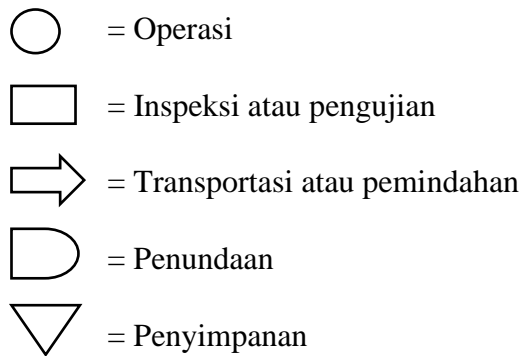 = Operasi
= Inspeksi atau pengujian
= Transportasi atau pemindahan
= Penundaan
= Penyimpanan